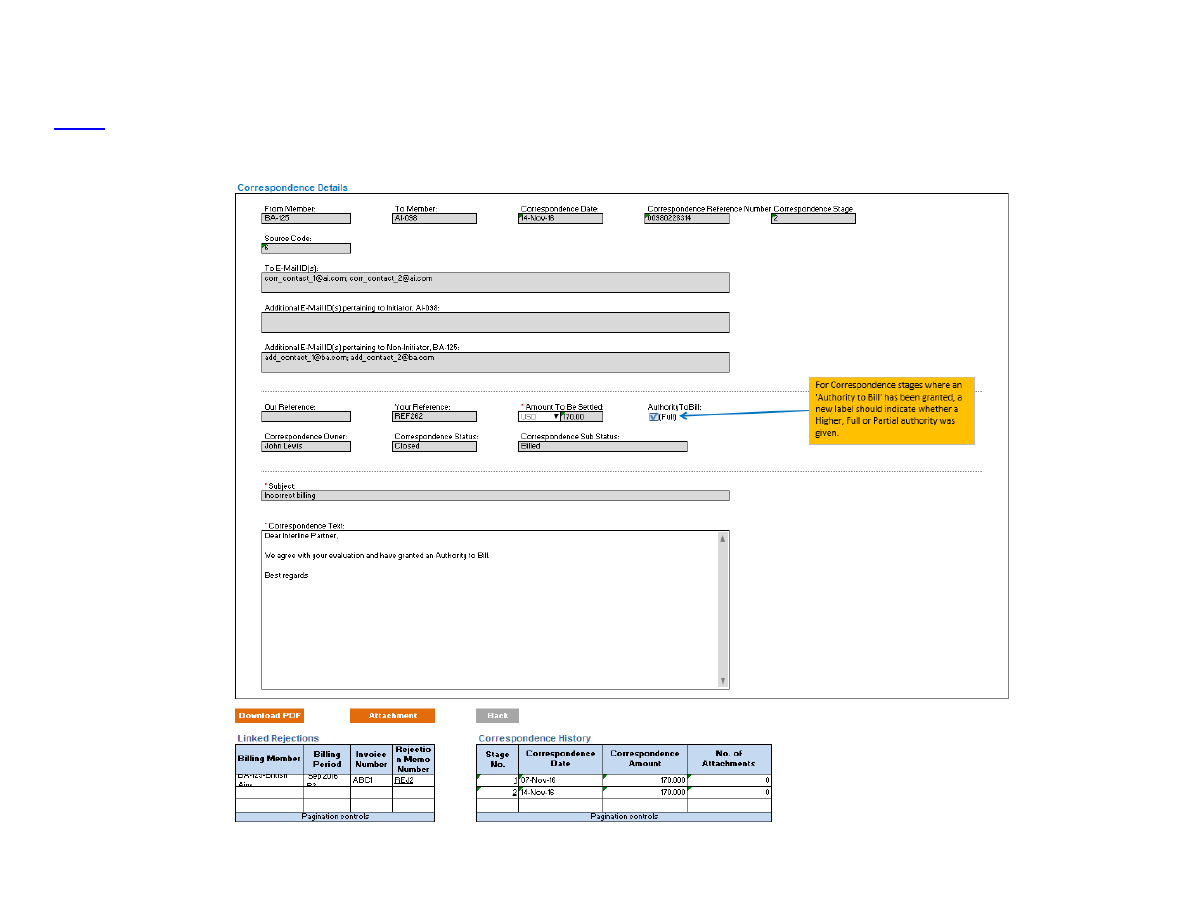 Correspondence Details
From Member: To Member: Correspondence Date: Correspondence Reference Number Correspondence Stage
BA-125 AI-098 14-Nov-16 00980226314 2
Source Code:
6
To E-Mail ID(s):
corr_contact_1@ai.com; corr_contact_2@ai.com
Additional E-Mail ID(s) pertaining to Initiator, AI-098:
Additional E-Mail ID(s) pertaining to Non-Initiator, BA-125:
add_contact_1@ba.com; add_contact_2@ba.com
For Correspondence stages where an
'Authority to Bill' has been granted, a
new label should indicate whether a
Higher, Full or Partial authority was
given.
Our Reference: Your Reference: * Amount To Be Settled: AuthorityToBill:
REF262 USD 170.00 (Full)
Correspondence Owner: Correspondence Status: Correspondence Sub Status:
John Lewis Closed Billed
* Subject:
Incorrect billing
* Correspondence Text:
Dear Interline Partner,
We agree with your evaluation and have granted an Authority to Bill.
Best regards
Download PDF Attachment Back
Linked Rejections
Billing Member Billing Period Invoice Number Rejectio n Memo Number
BA-125-British Sep 2016 ABC1 REJ2
Pagination controls
Correspondence History
Stage No. Correspondence Date Correspondence Amount No. of Attachments
1 07-Nov-16 170.000 0
2 14-Nov-16 170.000 0
Pagination controls